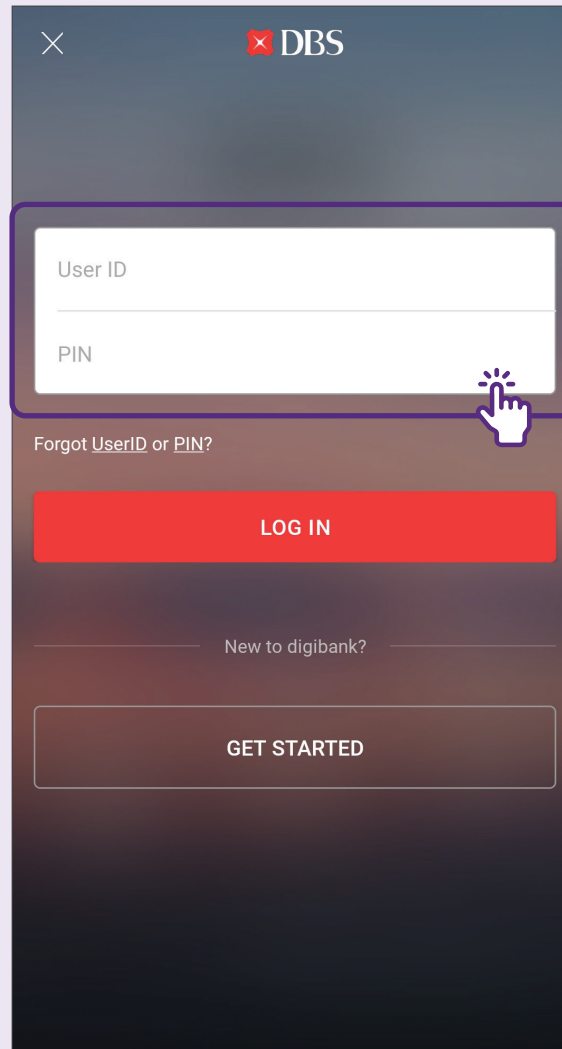 DBS
User ID
PIN
Forgot UserID or PIN?
LOG IN
New to digibank?
GET STARTED